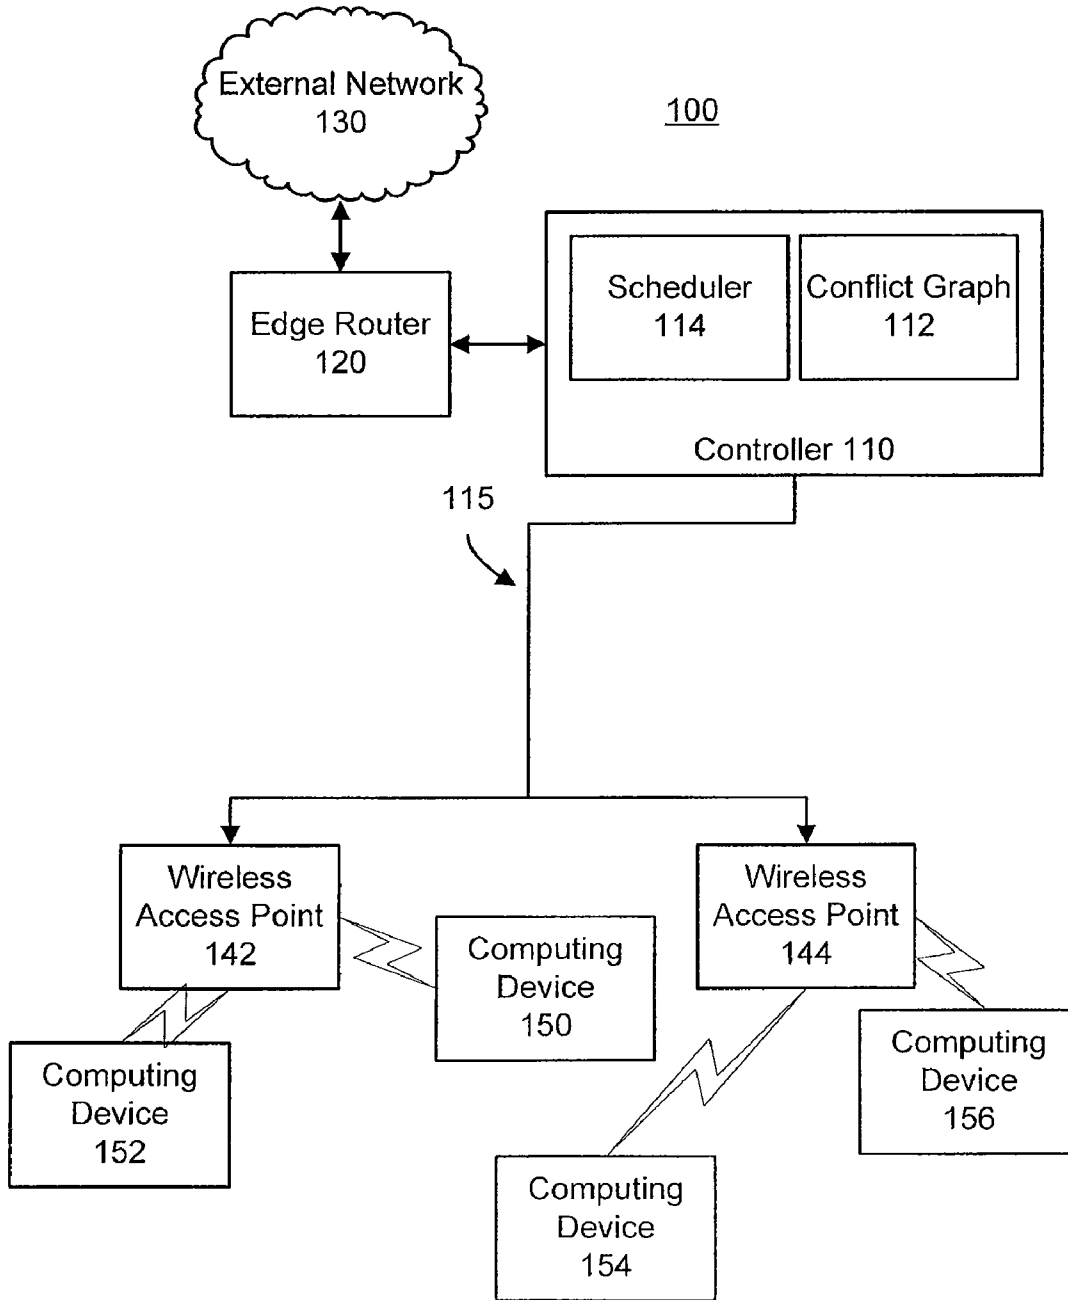 External Network
130
100
Scheduler
114
Conflict Graph
112
Edge Router
120
Controller 110
115
Wireless
Access Point
142
Wireless
Access Point
144
Computing
Device
150
Computing
Device
156
Computing
Device
152
Computing
Device
154